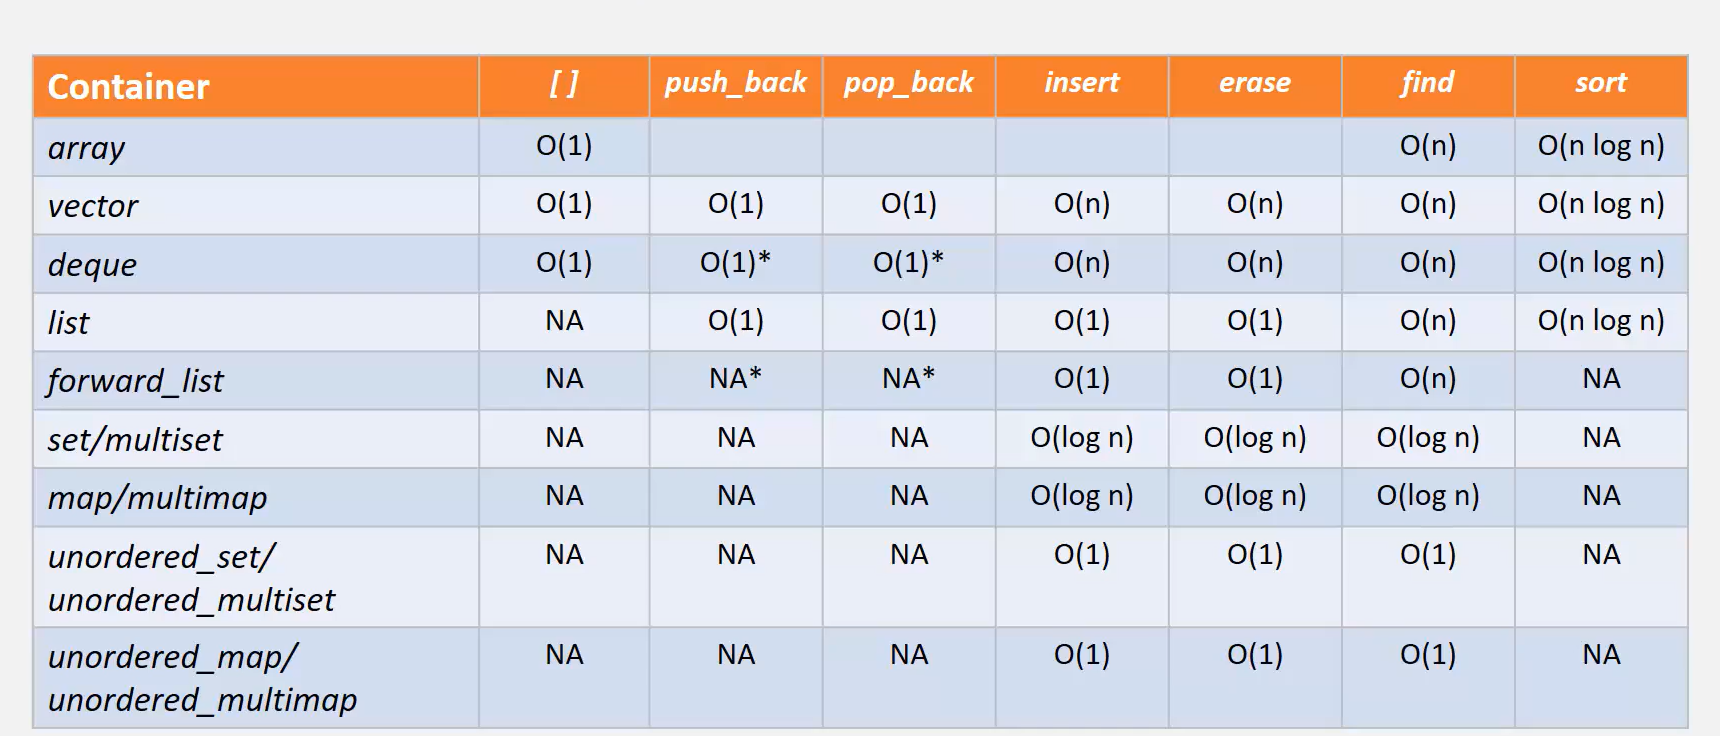 Container [ ] push_back pop_back insert erase find sort
array O(1) O(n) O(n log n)
vector O(1) O(1) O(1) O(n) O(n) O(n) O(n log n)
deque O(1) O(1)* O(1)* O(n) O(n) O(n) O(n log n)
list NA O(1) O(1) O(1) O(1) O(n) O(n log n)
forward_list NA NA* NA* O(1) O(1) O(n) NA
set/multiset NA NA NA O(log n) O(log n) O(log n) NA
map/multimap NA NA NA O(log n) O(log n) O(log n) NA
unordered_set/ NA NA NA O(1) O(1) O(1) NA
unordered_multiset
unordered_map/ NA NA NA O(1) O(1) O(1) NA
unordered_multimap